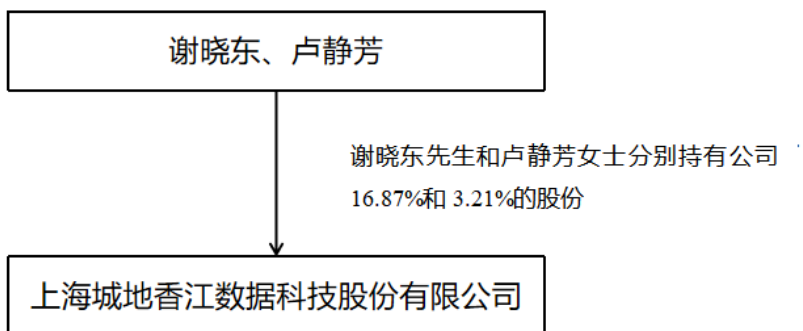 谢晓东、卢静芳
谢晓东先生和卢静芳女士分别持有公司
16.87%和 3.21%的股份
上海城地香江数据科技股份有限公司